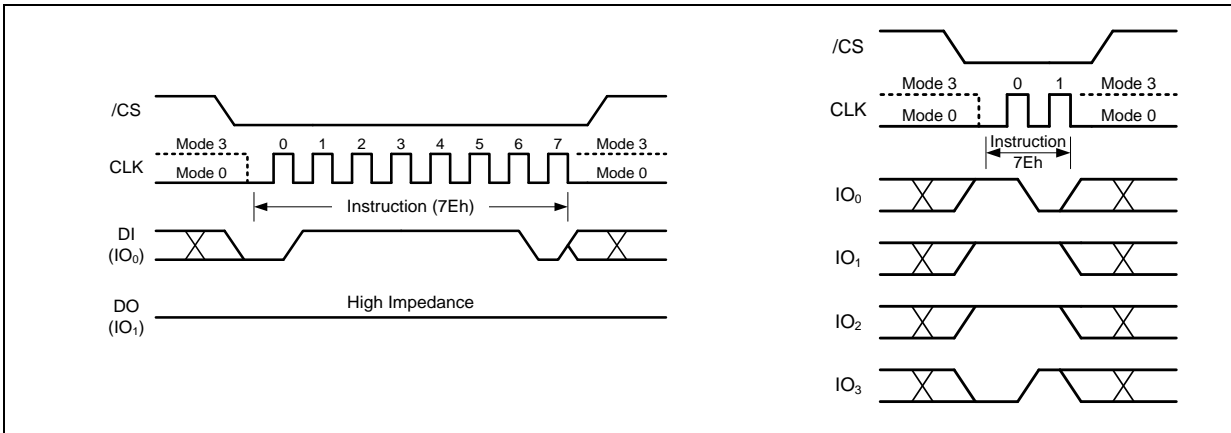 /CS
Mode 3 0 1 2 3 4 5 6 7 Mode 3
CLK
Mode 0 Mode 0
Instruction (7Eh)
DI
(IO₀)
High Impedance
DO
(IO₁)
/CS
Mode 3 0 1 Mode 3
CLK
Mode 0 Mode 0
Instruction
7Eh
IO₀
IO₁
IO₂
IO₃